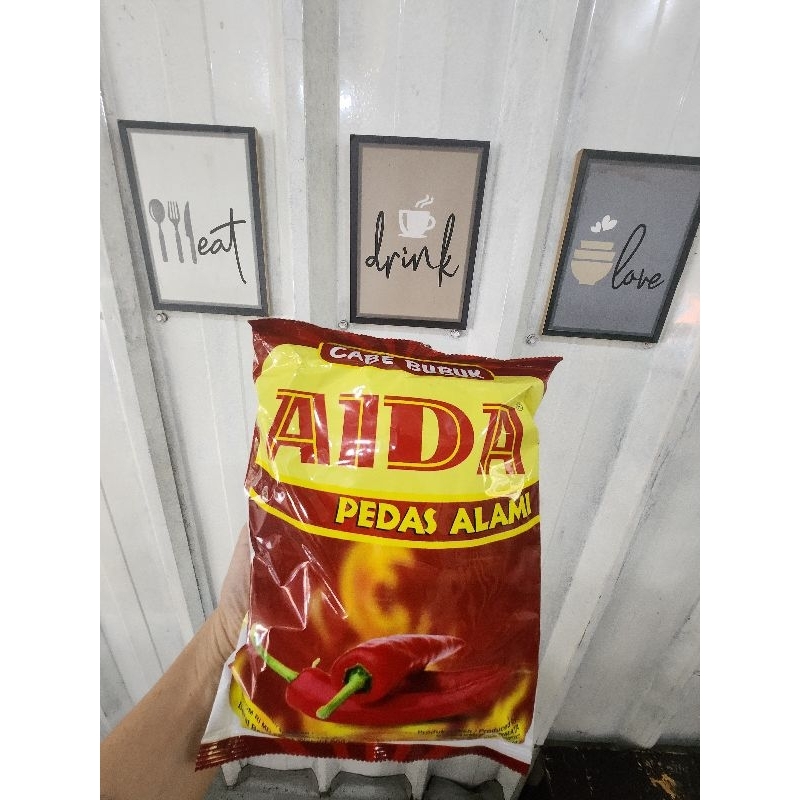 eat
drink
love
CABE BUBUK
AIDA
PEDAS ALAMI